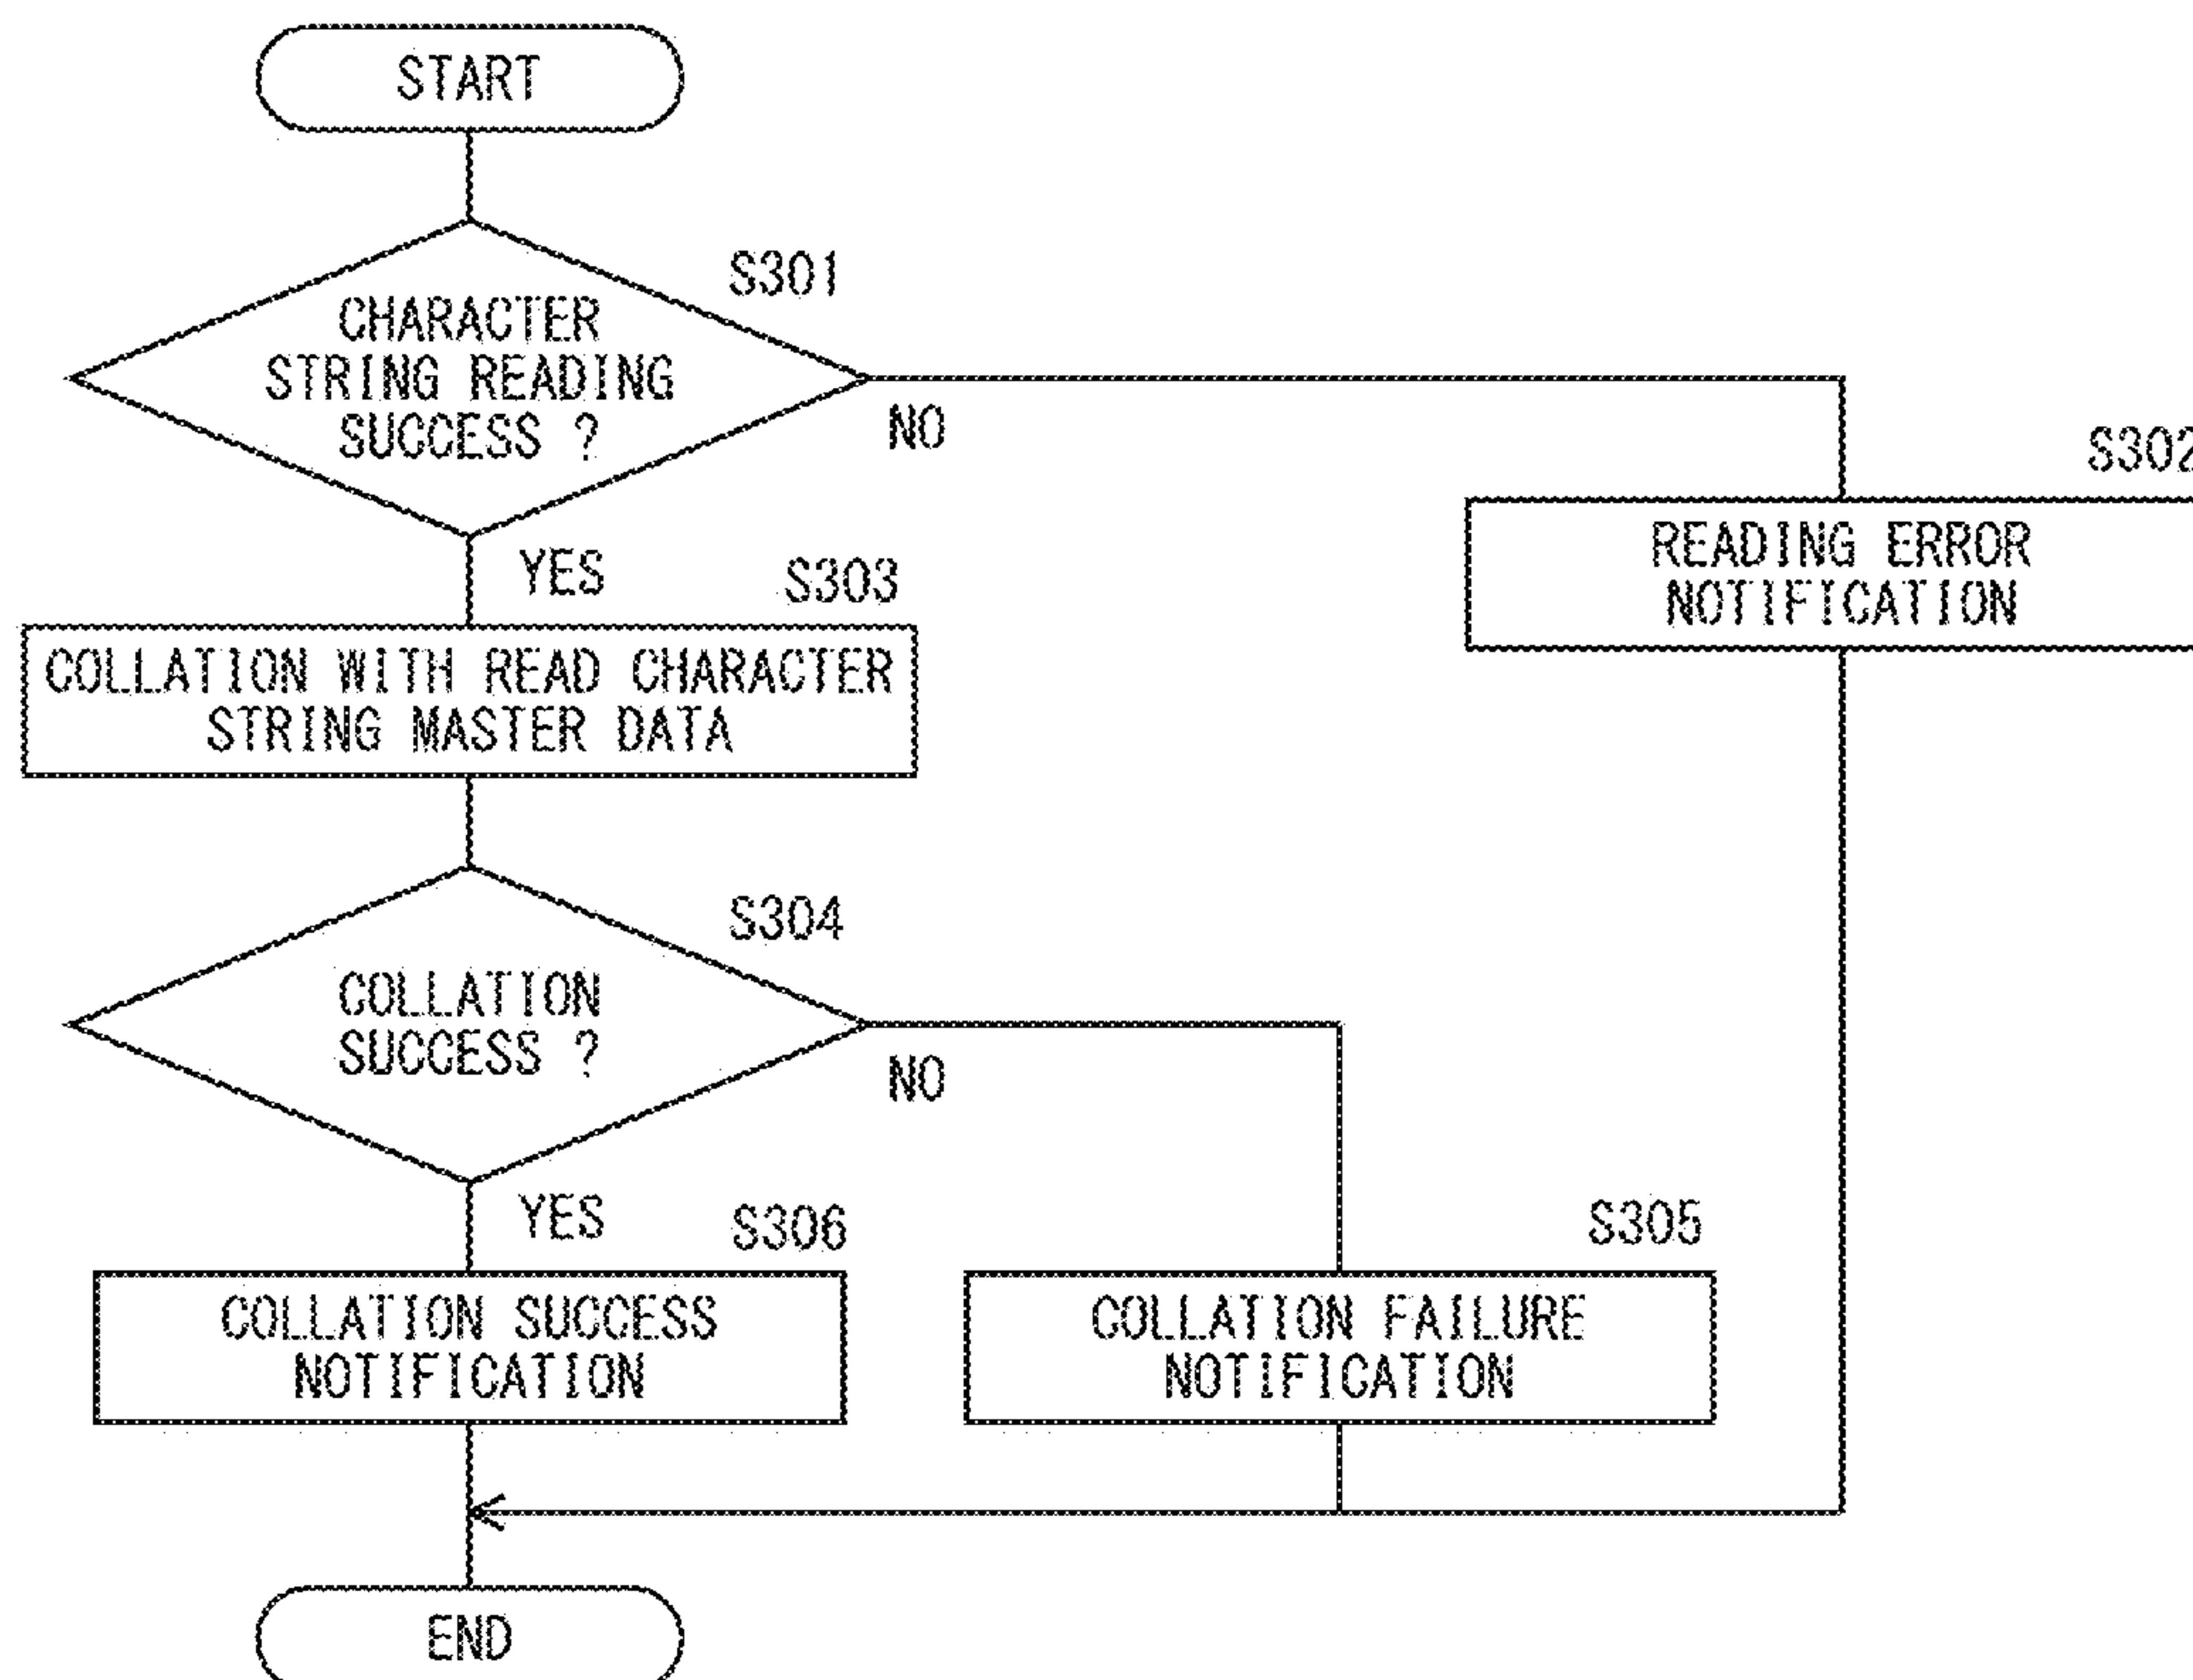 START
S301
CHARACTER
STRING READING
SUCCESS ?
NO
S302
READING ERROR
NOTIFICATION
YES
S303
COLLATION WITH READ CHARACTER
STRING MASTER DATA
S304
COLLATION
SUCCESS ?
NO
YES
S306
COLLATION SUCCESS
NOTIFICATION
S305
COLLATION FAILURE
NOTIFICATION
END